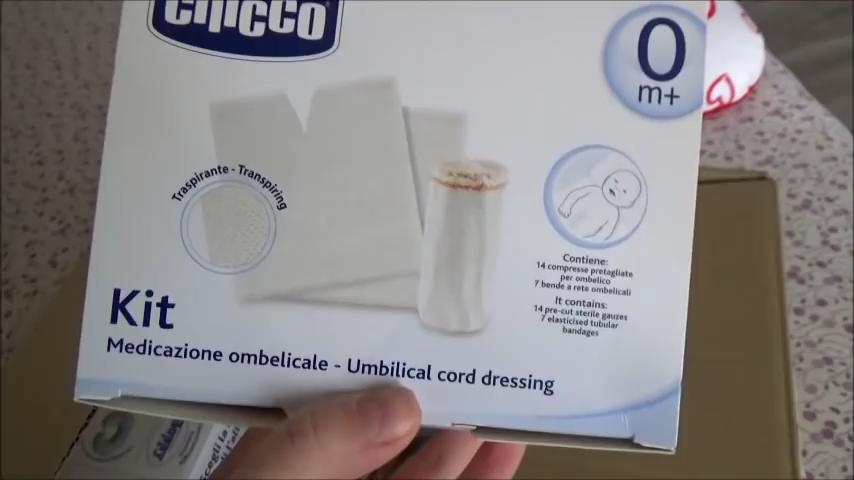 chicco
0
m+
Traspirante - Transpiring
Contiene:
14 compresse pretagliate
per ombelico
7 bende a rete ombelicali
It contains:
14 pre-cut sterile gauzes
7 elasticised tubular
bandages
Kit
Medicazione ombelicale - Umbilical cord dressing